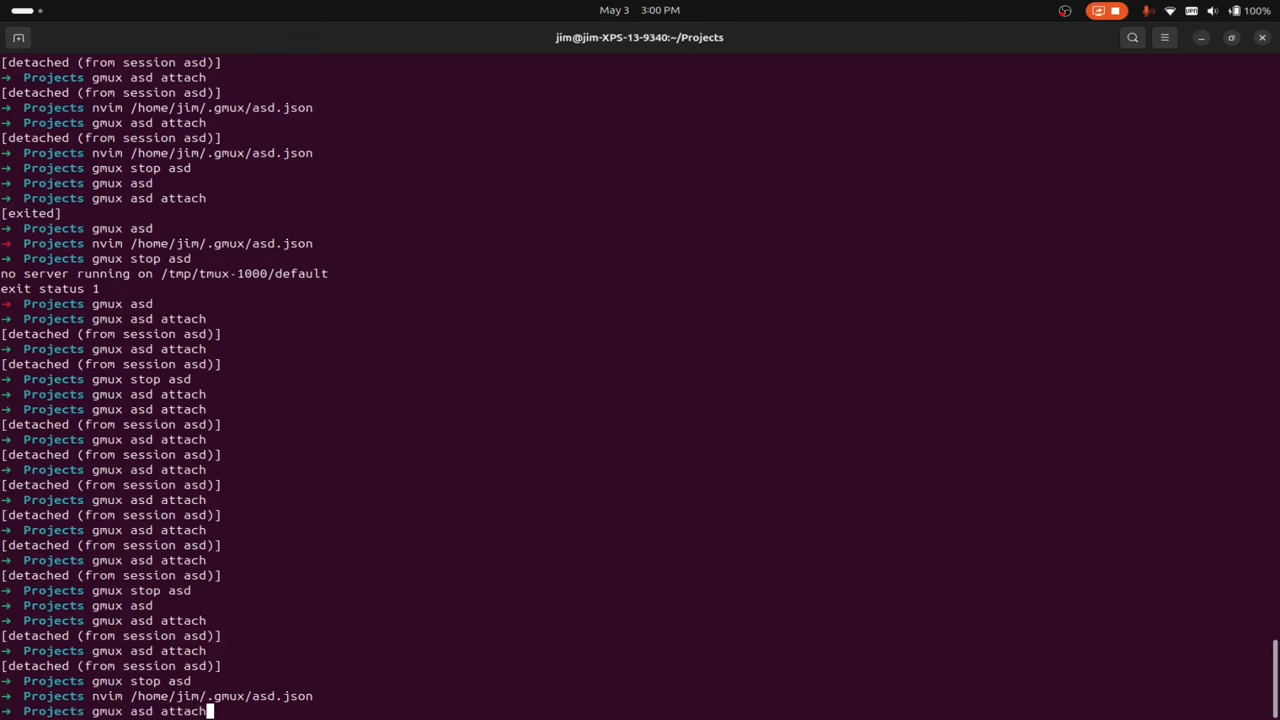 May 3 3:00 PM
100%
jim@jim-XPS-13-9340:~/Projects
[detached (from session asd)]
→ Projects gmux asd attach
[detached (from session asd)]
→ Projects nvim /home/jim/.gmux/asd.json
→ Projects gmux asd attach
[detached (from session asd)]
→ Projects nvim /home/jim/.gmux/asd.json
→ Projects gmux stop asd
→ Projects gmux asd
→ Projects gmux asd attach
[exited]
→ Projects gmux asd
→ Projects nvim /home/jim/.gmux/asd.json
→ Projects gmux stop asd
no server running on /tmp/tmux-1000/default
exit status 1
→ Projects gmux asd
→ Projects gmux asd attach
[detached (from session asd)]
→ Projects gmux asd attach
[detached (from session asd)]
→ Projects gmux stop asd
→ Projects gmux asd attach
→ Projects gmux asd attach
[detached (from session asd)]
→ Projects gmux asd attach
[detached (from session asd)]
→ Projects gmux asd attach
[detached (from session asd)]
→ Projects gmux asd attach
[detached (from session asd)]
→ Projects gmux asd attach
[detached (from session asd)]
→ Projects gmux asd attach
[detached (from session asd)]
→ Projects gmux stop asd
→ Projects gmux asd
→ Projects gmux asd attach
[detached (from session asd)]
→ Projects gmux asd attach
[detached (from session asd)]
→ Projects gmux stop asd
→ Projects nvim /home/jim/.gmux/asd.json
→ Projects gmux asd attach